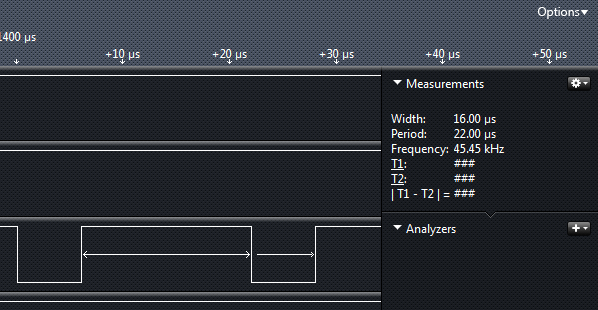 Options▾
1400 µs
+10 µs +20 µs +30 µs +40 µs +50 µs
Measurements
Width: 16.00 µs
Period: 22.00 µs
Frequency: 45.45 kHz
T1: ###
T2: ###
| T1 - T2 | = ###
Analyzers